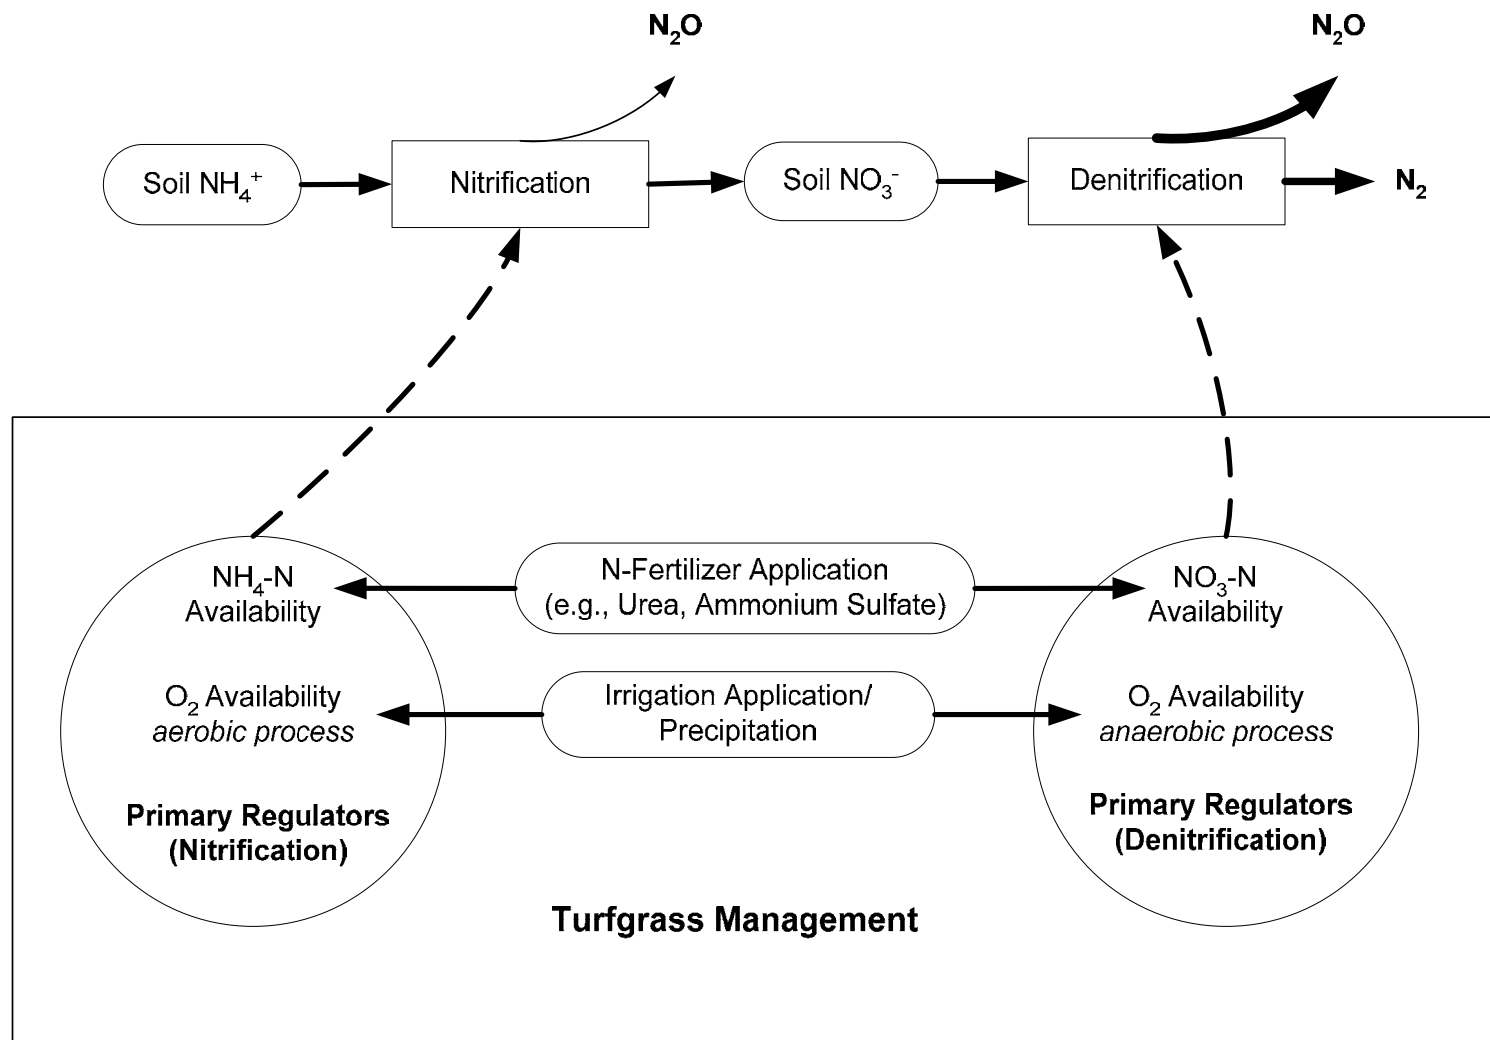 N₂O
N₂O
Soil NH₄⁺
Nitrification
Soil NO₃⁻
Denitrification
N₂
NH₄-N
Availability
N-Fertilizer Application
(e.g., Urea, Ammonium Sulfate)
NO₃-N
Availability
O₂ Availability
aerobic process
Irrigation Application/
Precipitation
O₂ Availability
anaerobic process
Primary Regulators
(Nitrification)
Primary Regulators
(Denitrification)
Turfgrass Management